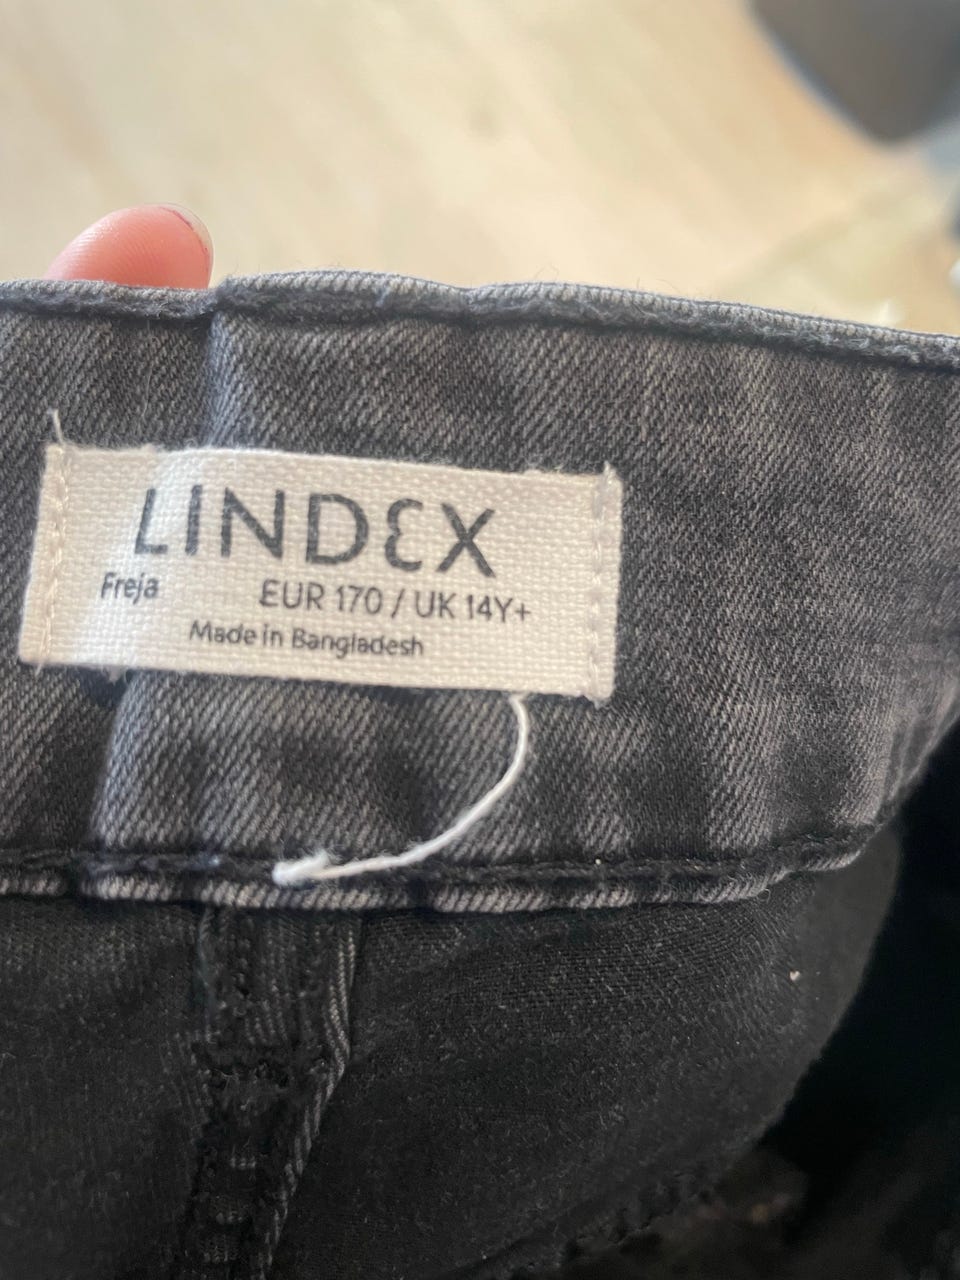 LINDEX
Freja EUR 170 / UK 14Y+
Made in Bangladesh